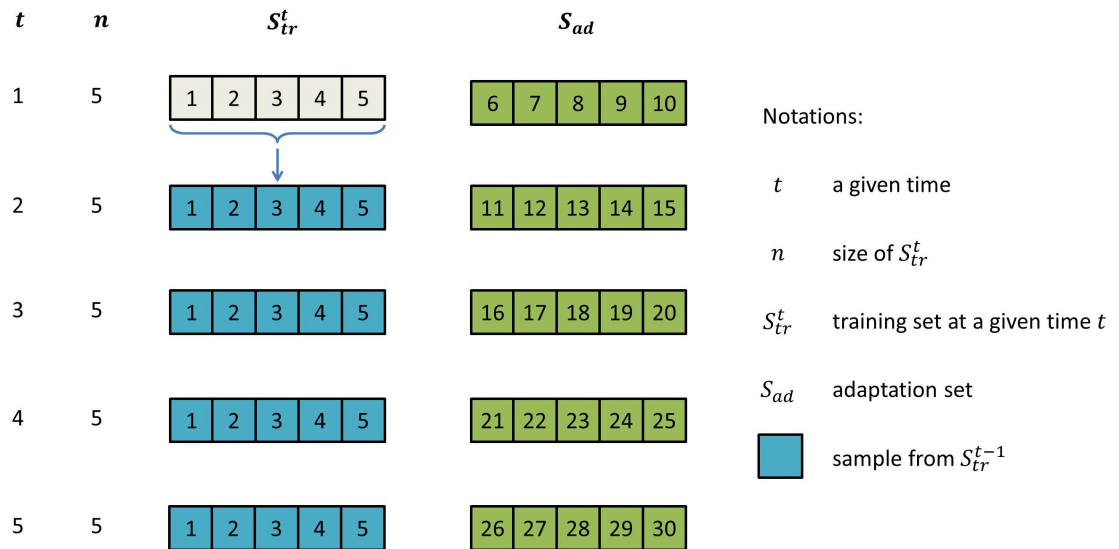 t n S_tr^t S_ad
1 5 1 2 3 4 5 6 7 8 9 10
Notations:
2 5 1 2 3 4 5 11 12 13 14 15
t a given time
n size of S_tr^t
3 5 1 2 3 4 5 16 17 18 19 20
S_tr^t training set at a given time t
S_ad adaptation set
4 5 1 2 3 4 5 21 22 23 24 25
sample from S_tr^t−1
5 5 1 2 3 4 5 26 27 28 29 30